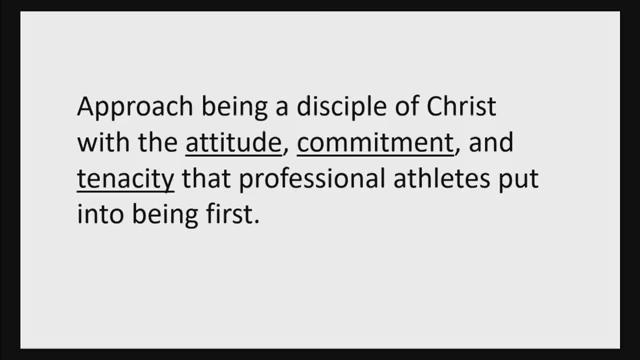 Approach being a disciple of Christ
with the attitude, commitment, and
tenacity that professional athletes put
into being first.